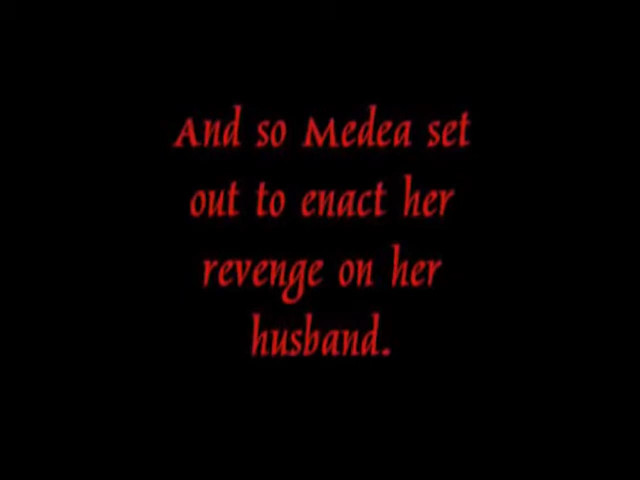 And so Medea set
out to enact her
revenge on her
husband.